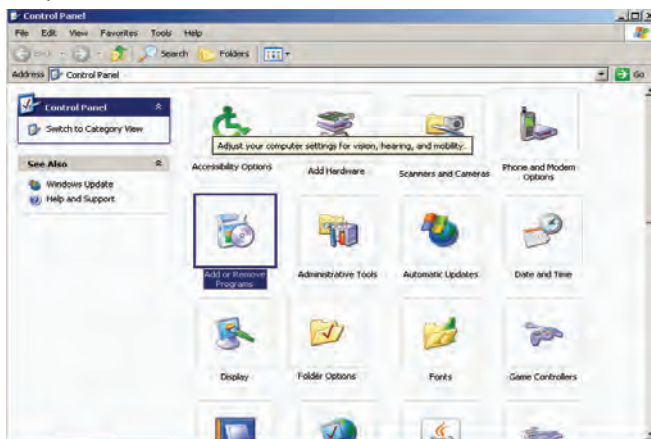 Control Panel
File Edit View Favorites Tools Help
Back Search Folders
Address Control Panel Go
Control Panel
Switch to Category View
See Also
Windows Update
Help and Support
Adjust your computer settings for vision, hearing, and mobility.
Accessibility Options
Add Hardware
Scanners and Cameras
Phone and Modem
Options
Add or Remove
Programs
Administrative Tools
Automatic Updates
Date and Time
Display
Folder Options
Fonts
Game Controllers